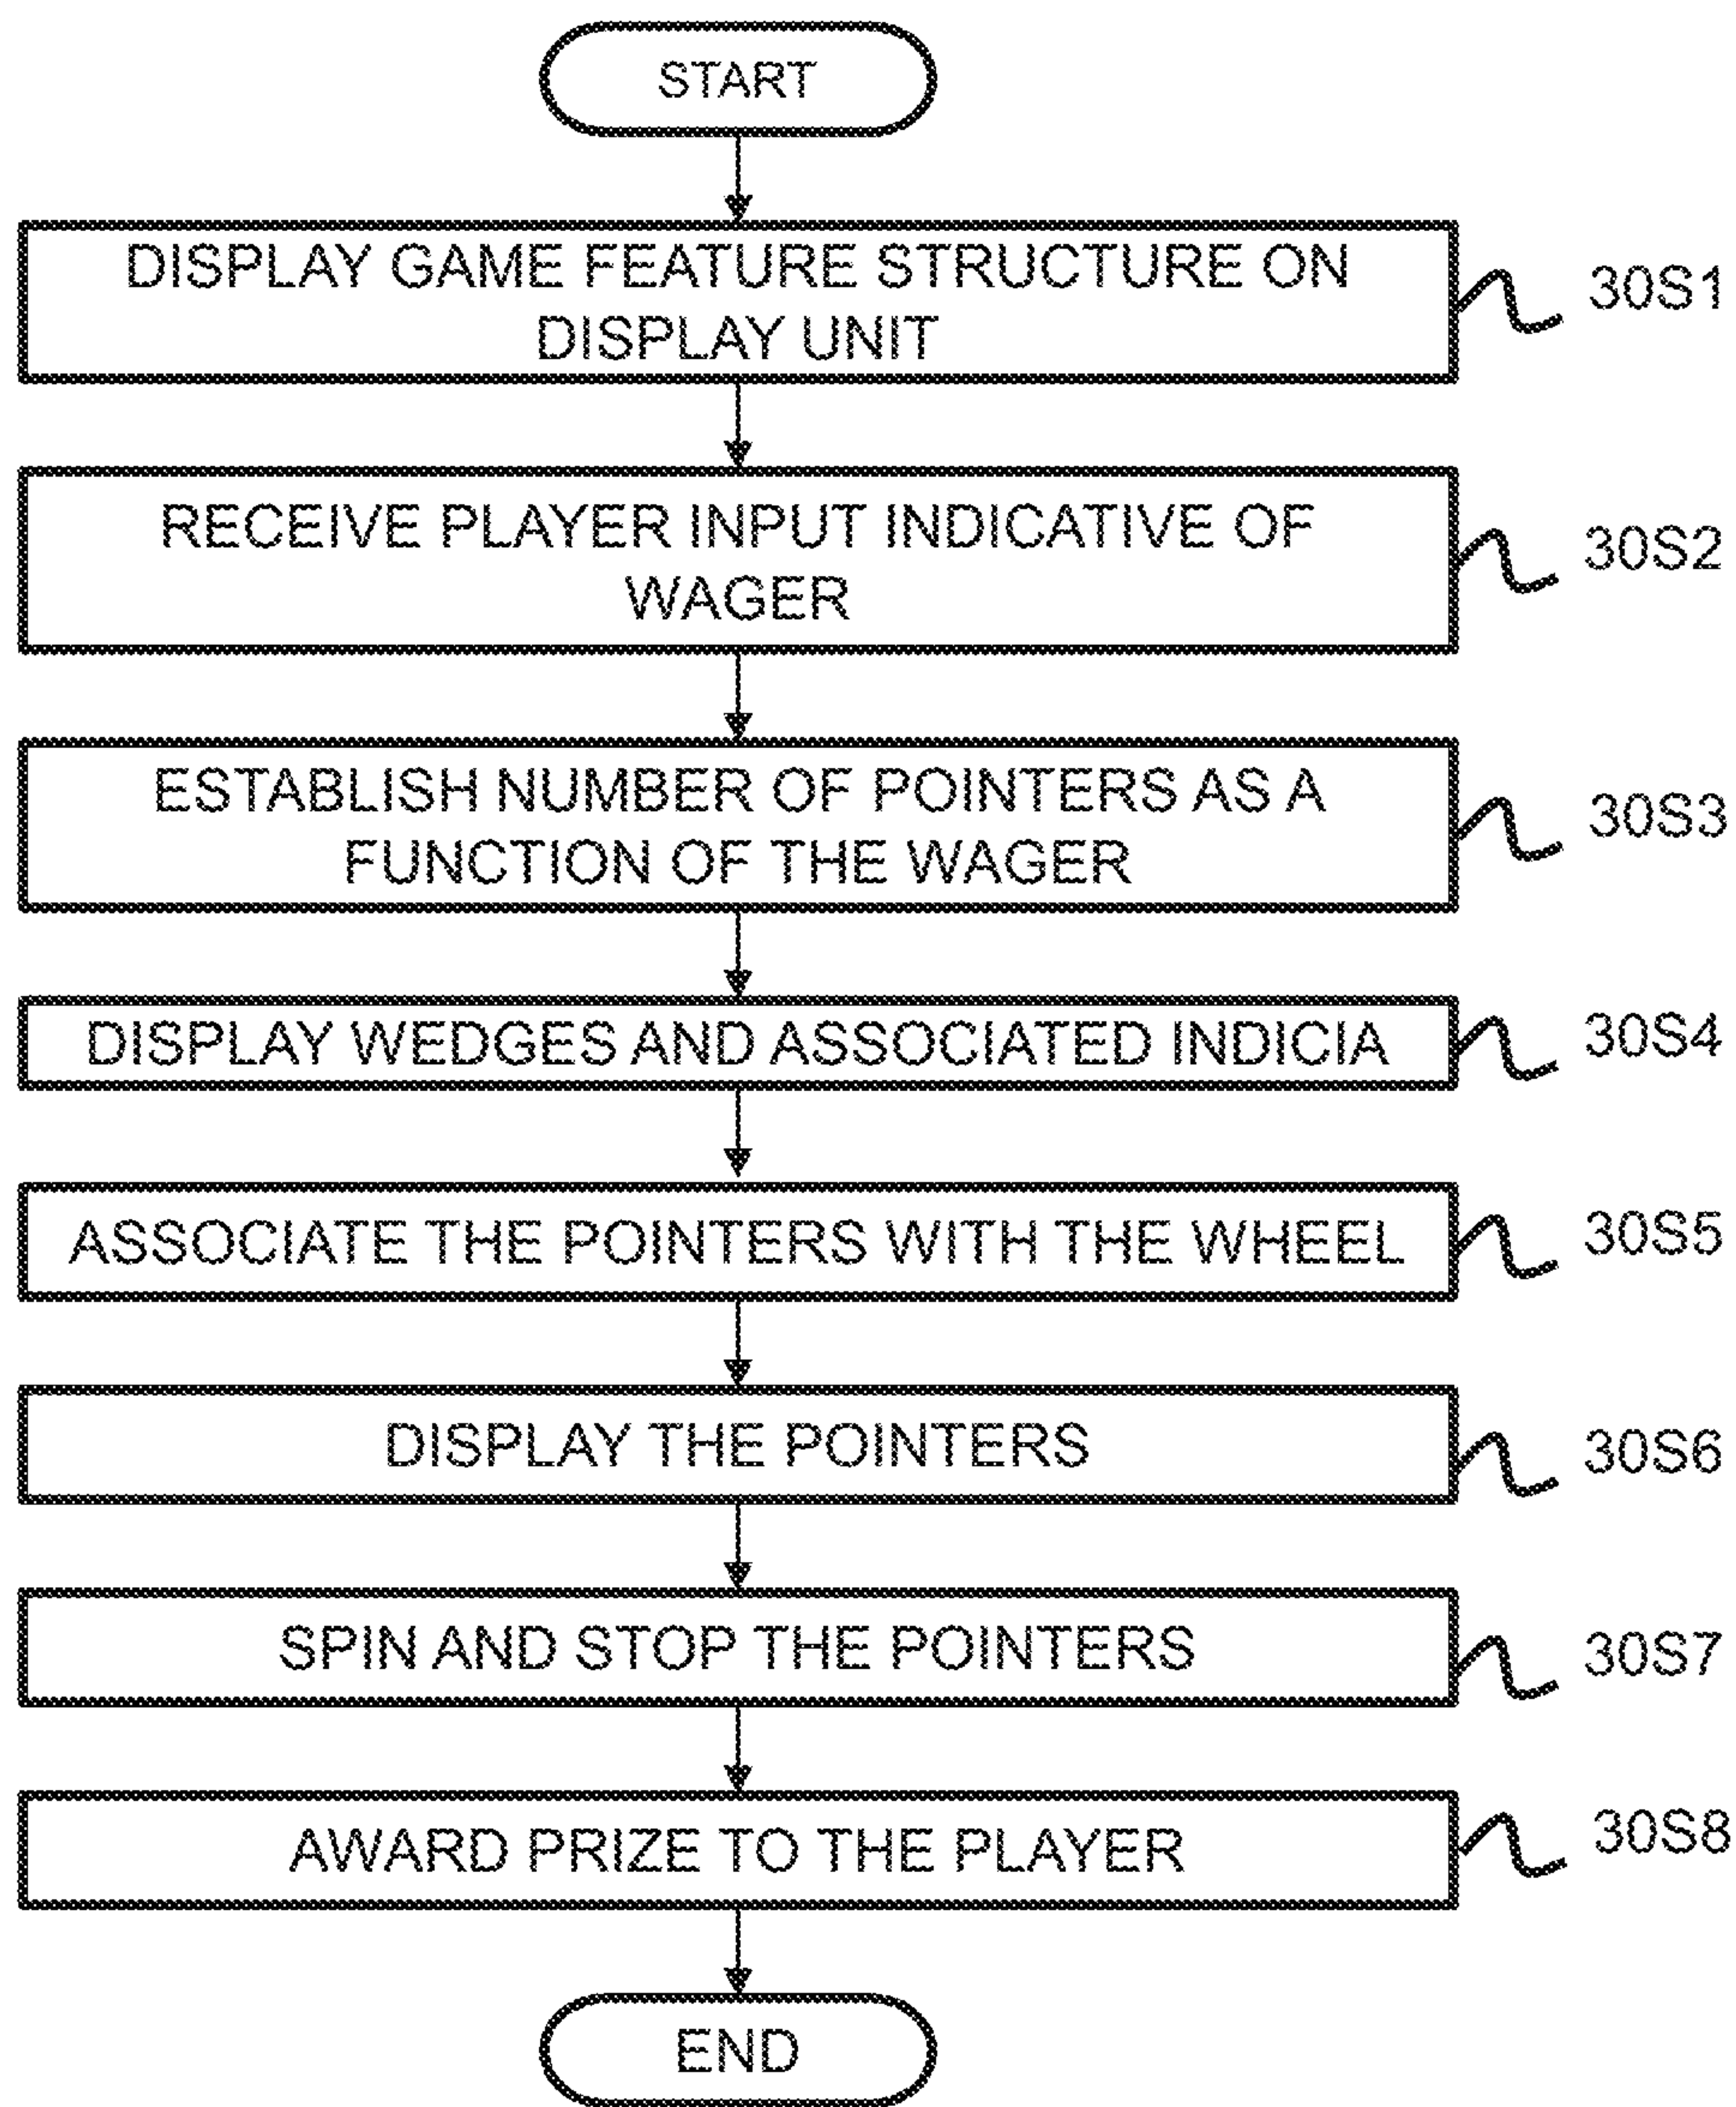 START
DISPLAY GAME FEATURE STRUCTURE ON
DISPLAY UNIT
30S1
RECEIVE PLAYER INPUT INDICATIVE OF
WAGER
30S2
ESTABLISH NUMBER OF POINTERS AS A
FUNCTION OF THE WAGER
30S3
DISPLAY WEDGES AND ASSOCIATED INDICIA
30S4
ASSOCIATE THE POINTERS WITH THE WHEEL
30S5
DISPLAY THE POINTERS
30S6
SPIN AND STOP THE POINTERS
30S7
AWARD PRIZE TO THE PLAYER
30S8
END